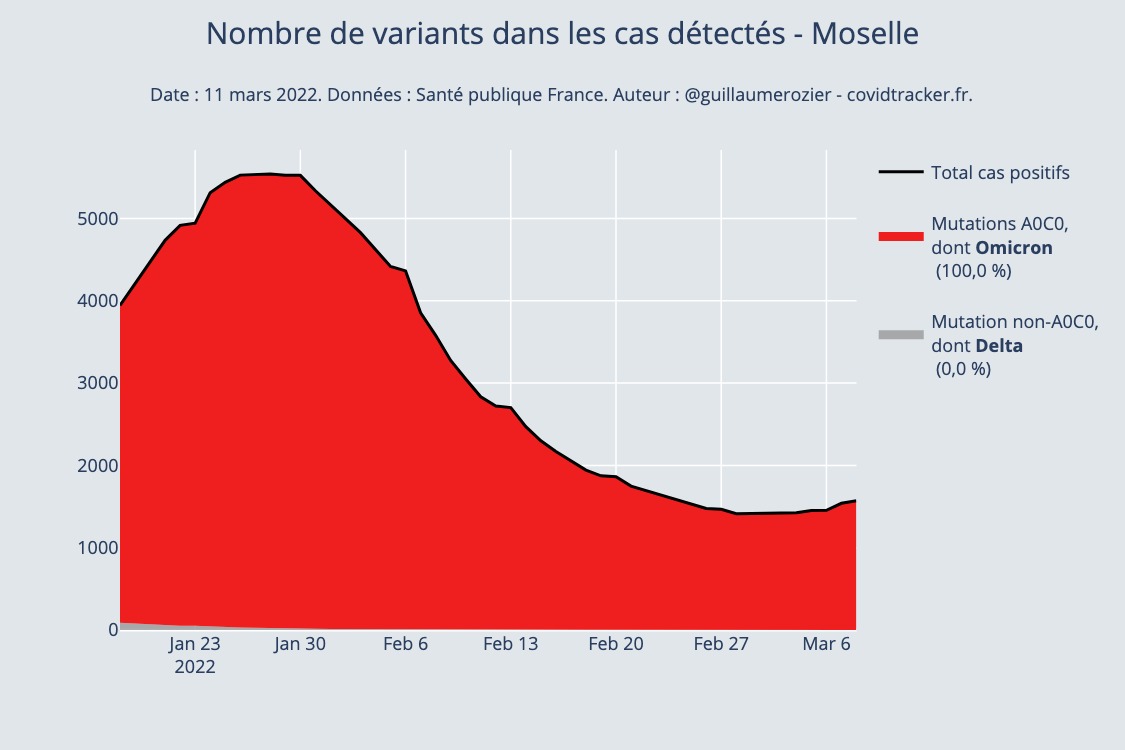 Nombre de variants dans les cas détectés - Moselle
Date : 11 mars 2022. Données : Santé publique France. Auteur : @guillaumerozier - covidtracker.fr.
Total cas positifs
Mutations A0C0,
dont Omicron
(100,0 %)
Mutation non-A0C0,
dont Delta
(0,0 %)
5000
4000
3000
2000
1000
0
Jan 23
2022
Jan 30
Feb 6
Feb 13
Feb 20
Feb 27
Mar 6